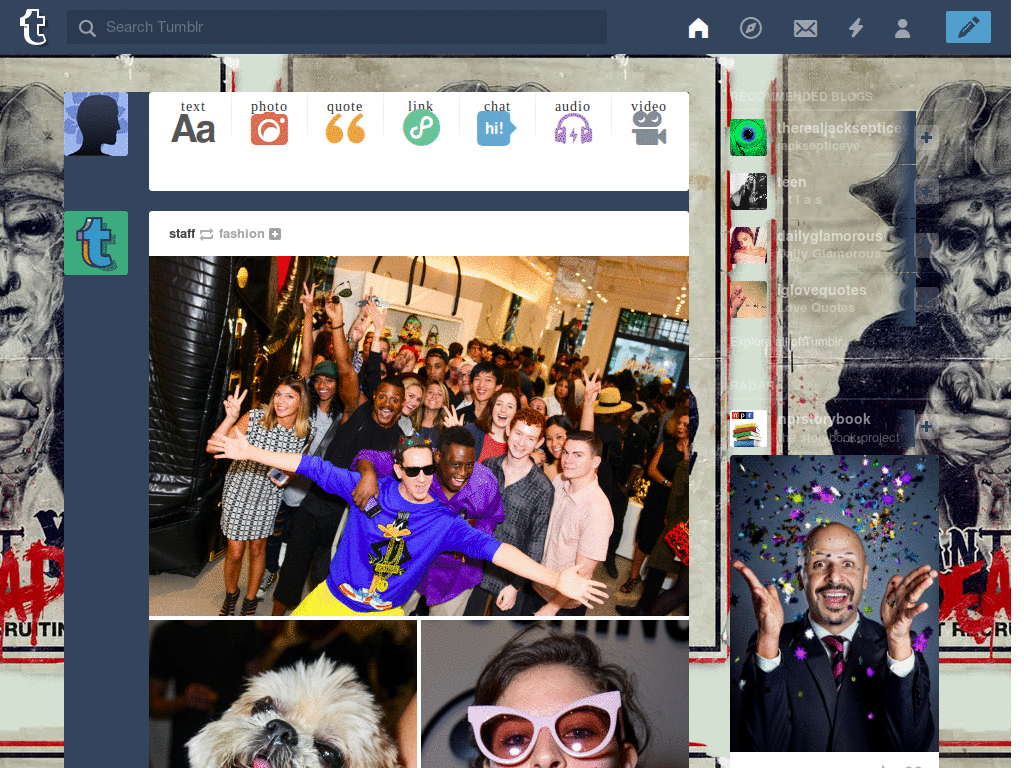 Search Tumblr
text photo quote link chat audio video
Aa hi!
RECOMMENDED BLOGS
therealjacksepticey
jacksepticeye
teen
a t l a s
dailyglamorous
Daily Glamorous
iglovequotes
Love Quotes
Explore all of Tumblr
staff fashion
RADAR
npr
nprstorybook
the storybook project